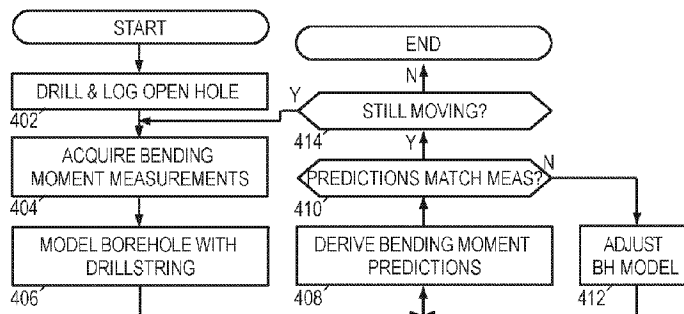 START
DRILL & LOG OPEN HOLE
402
ACQUIRE BENDING
MOMENT MEASUREMENTS
404
MODEL BOREHOLE WITH
DRILLSTRING
406
END
N
Y
STILL MOVING?
414
Y
PREDICTIONS MATCH MEAS?
N
410
DERIVE BENDING MOMENT
PREDICTIONS
408
ADJUST
BH MODEL
412